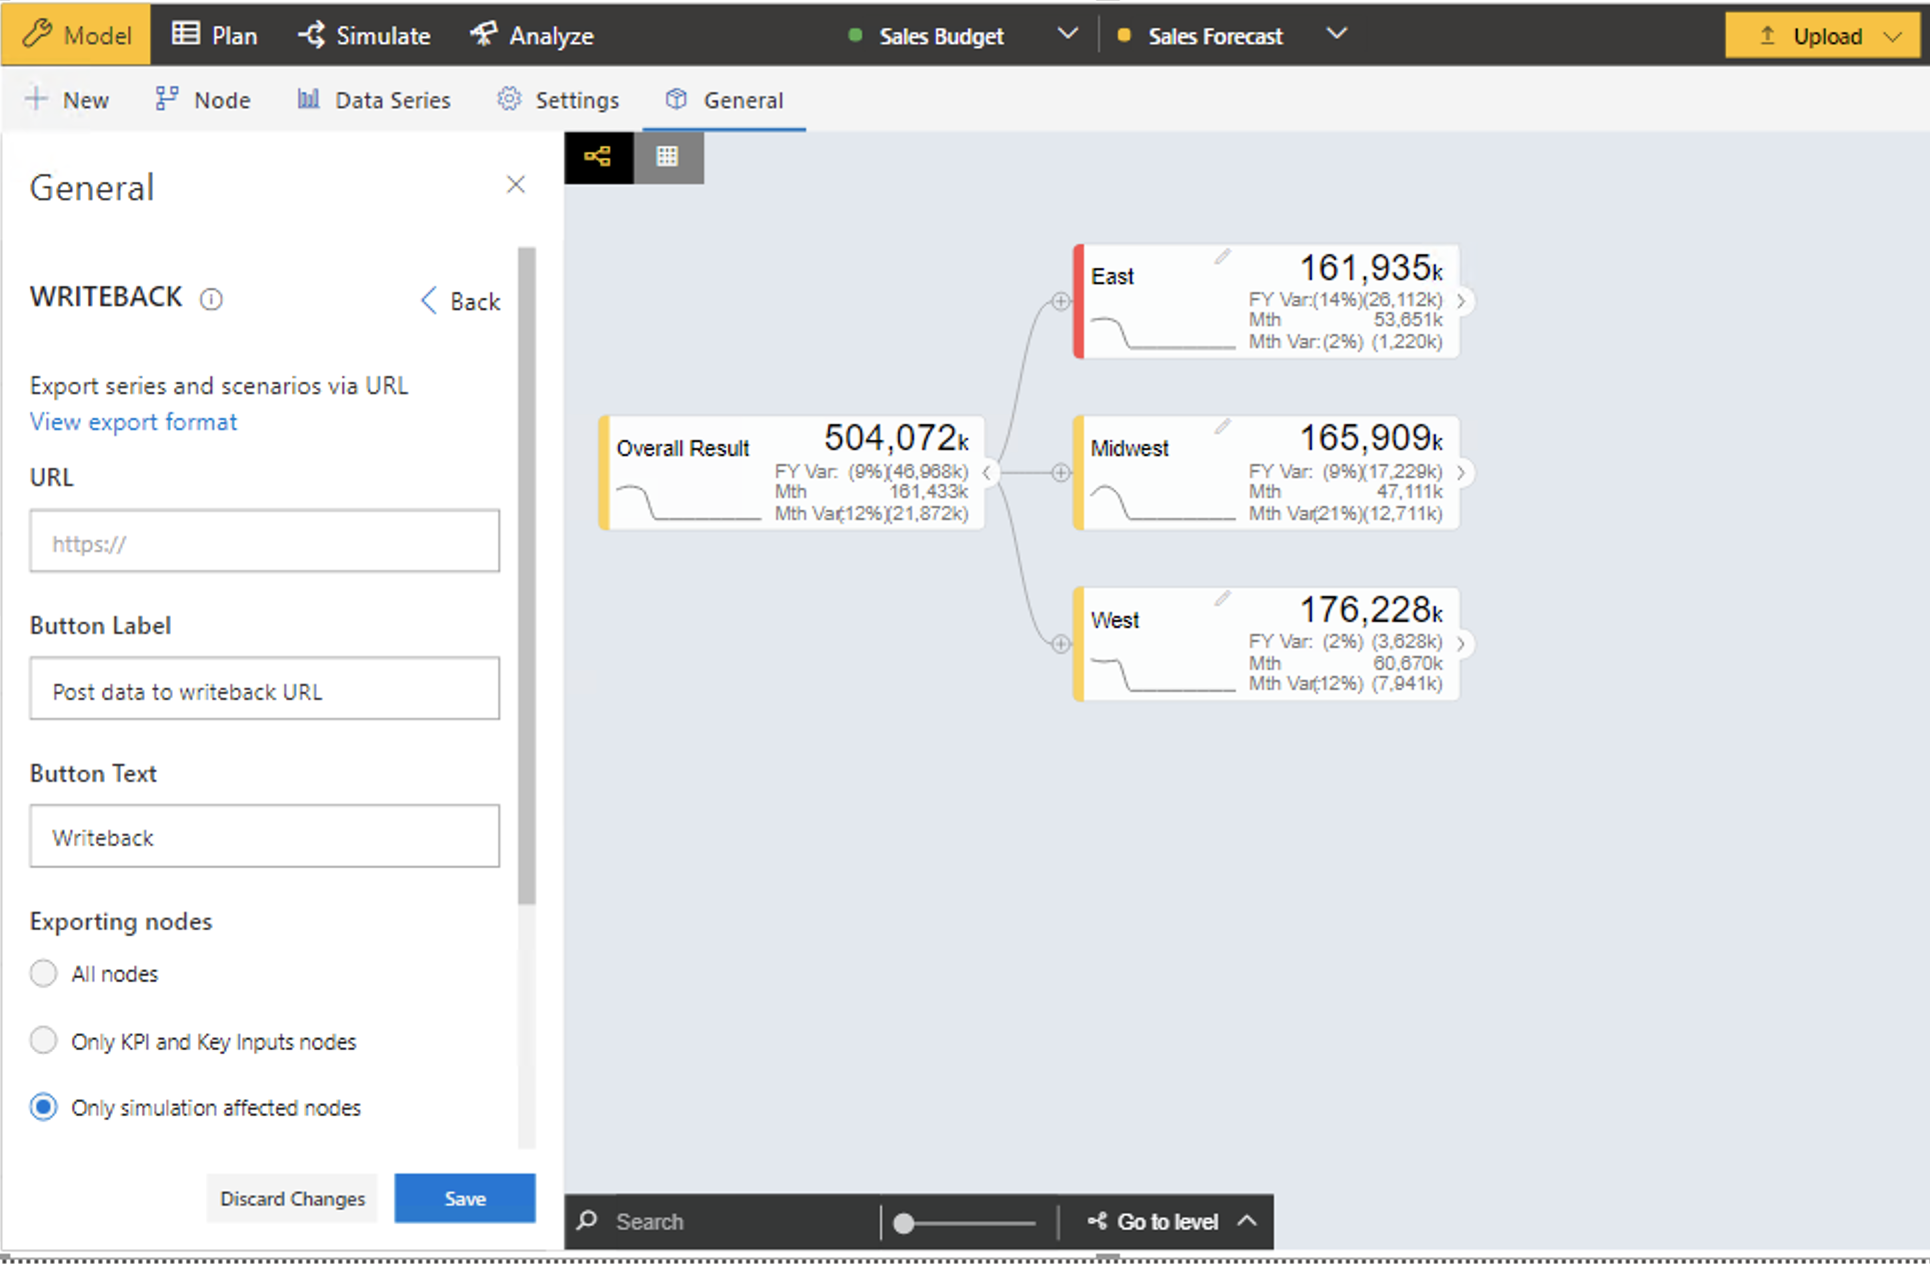 Model Plan Simulate Analyze Sales Budget Sales Forecast Upload
New Node Data Series Settings General
General
WRITEBACK Back
Export series and scenarios via URL
View export format
URL
https://
Button Label
Post data to writeback URL
Button Text
Writeback
Exporting nodes
All nodes
Only KPI and Key Inputs nodes
Only simulation affected nodes
Discard Changes Save
Overall Result 504,072k
FY Var: (9%)(46,968k)
Mth 161,433k
Mth Var(12%)(21,872k)
East 161,935k
FY Var:(14%)(26,112k)
Mth 53,651k
Mth Var:(2%) (1,220k)
Midwest 165,909k
FY Var: (9%)(17,229k)
Mth 47,111k
Mth Var(21%)(12,711k)
West 176,228k
FY Var: (2%) (3,628k)
Mth 60,670k
Mth Var(12%) (7,941k)
Search Go to level